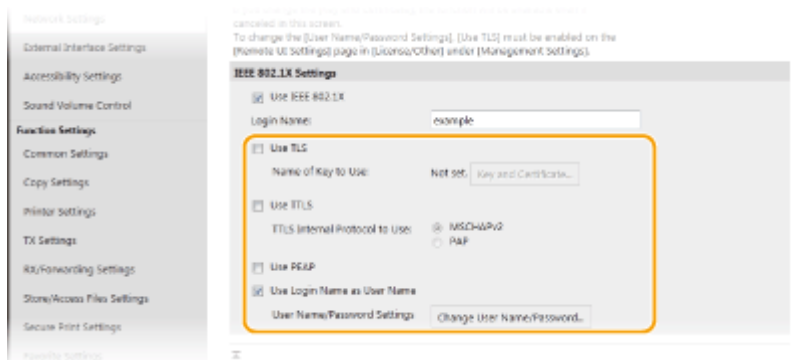 Network Settings
External Interface Settings
Accessibility Settings
Sound Volume Control
Function Settings
Common Settings
Copy Settings
Printer Settings
TX Settings
RX/Forwarding Settings
Store/Access Files Settings
Secure Print Settings
Favorite Settings
canceled in this screen.
To change the [User Name/Password Settings], [Use TLS] must be enabled on the
[Remote UI Settings] page in [License/Other] under [Management Settings].
IEEE 802.1X Settings
Use IEEE 802.1X
Login Name: example
Use TLS
Name of Key to Use: Not set. Key and Certificate...
Use TTLS
TTLS Internal Protocol to Use: MSCHAPv2
PAP
Use PEAP
Use Login Name as User Name
User Name/Password Settings Change User Name/Password...